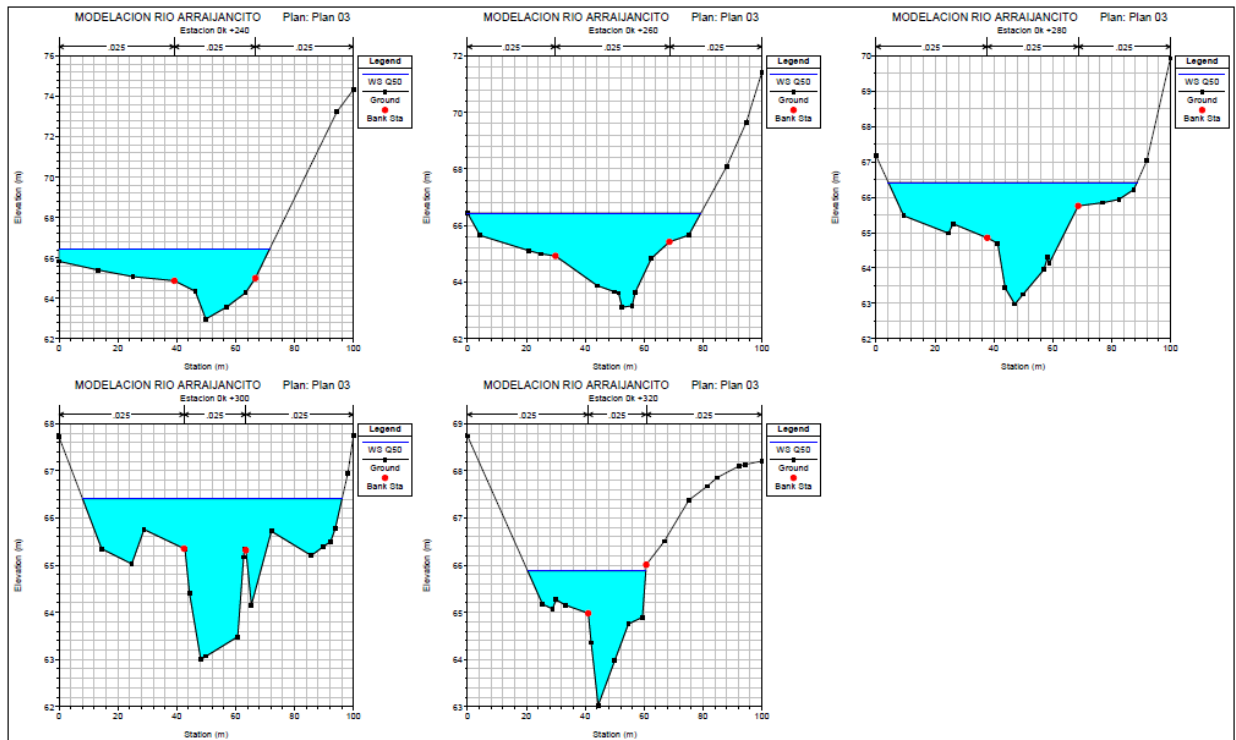 MODELACION RIO ARRAIJANCITO Plan: Plan 03
Estacion 0k +240
.025 .025 .025
Legend
WS Q50
Ground
Bank Sta
Elevation (m)
76
74
72
70
68
66
64
62
0 20 40 60 80 100
Station (m)
MODELACION RIO ARRAIJANCITO Plan: Plan 03
Estacion 0k +260
.025 .025 .025
Legend
WS Q50
Ground
Bank Sta
Elevation (m)
72
70
68
66
64
62
0 20 40 60 80 100
Station (m)
MODELACION RIO ARRAIJANCITO Plan: Plan 03
Estacion 0k +280
.025 .025 .025
Legend
WS Q50
Ground
Bank Sta
Elevation (m)
70
69
68
67
66
65
64
63
62
0 20 40 60 80 100
Station (m)
MODELACION RIO ARRAIJANCITO Plan: Plan 03
Estacion 0k +300
.025 .025 .025
Legend
WS Q50
Ground
Bank Sta
Elevation (m)
68
67
66
65
64
63
62
0 20 40 60 80 100
Station (m)
MODELACION RIO ARRAIJANCITO Plan: Plan 03
Estacion 0k +320
.025 .025 .025
Legend
WS Q50
Ground
Bank Sta
Elevation (m)
69
68
67
66
65
64
63
0 20 40 60 80 100
Station (m)